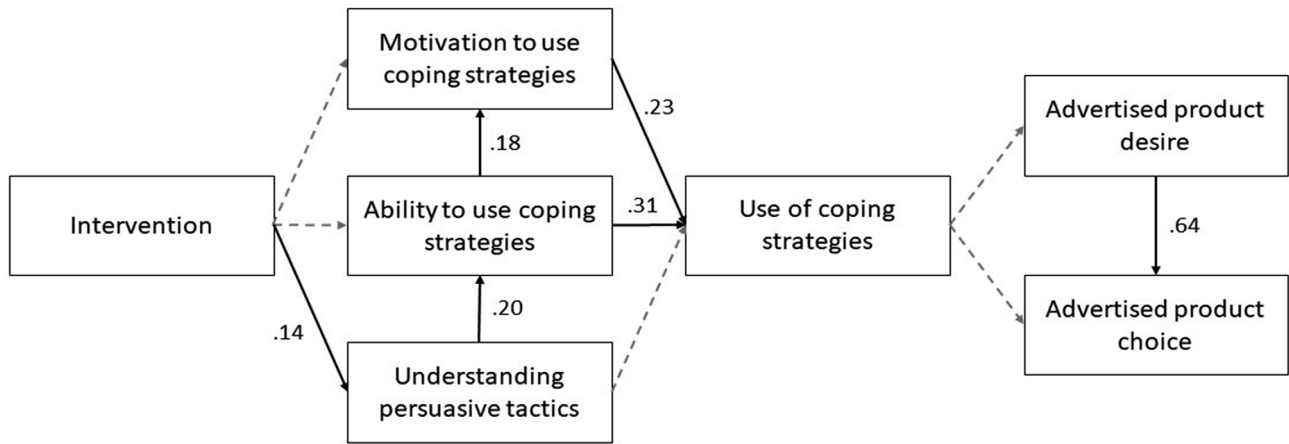 Motivation to use
coping strategies
.23
.18
Intervention
Ability to use coping
strategies
.31
Use of coping
strategies
Advertised product
desire
.64
.20
.14
Understanding
persuasive tactics
Advertised product
choice